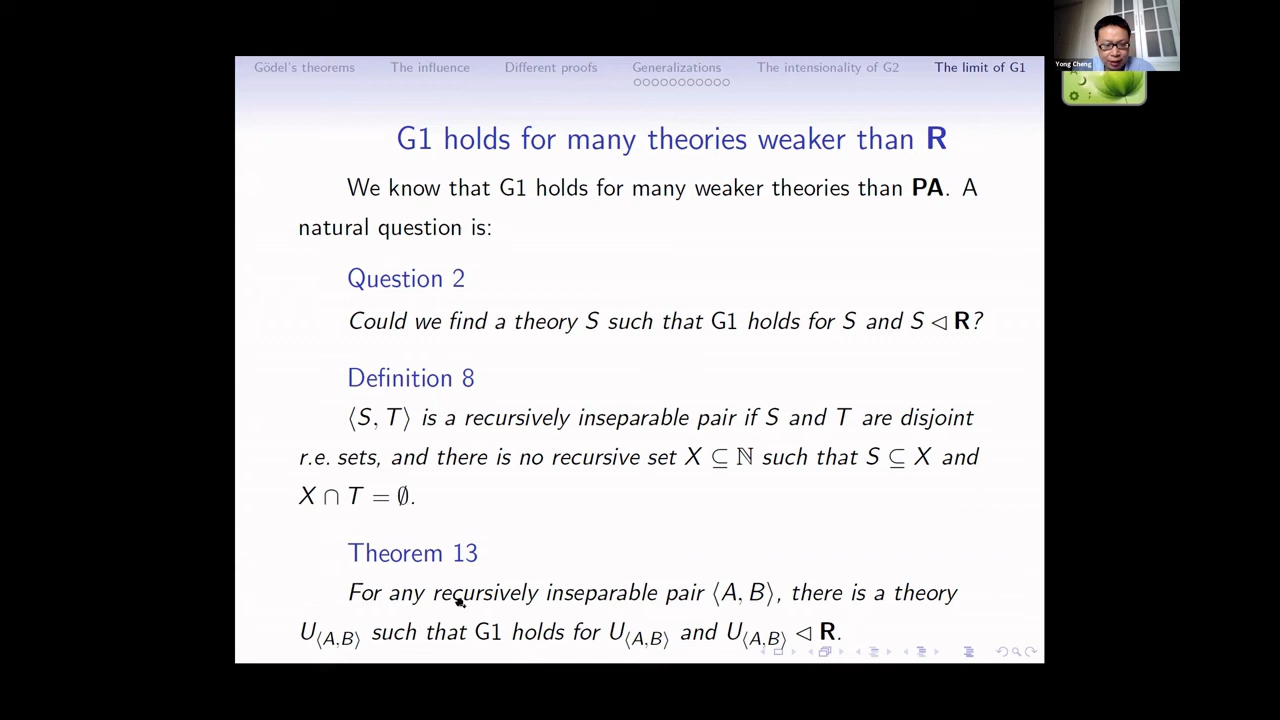 Yong Cheng
Gödel's theorems The influence Different proofs Generalizations The intensionality of G2 The limit of G1
G1 holds for many theories weaker than R
We know that G1 holds for many weaker theories than PA. A
natural question is:
Question 2
Could we find a theory S such that G1 holds for S and S ◁ R?
Definition 8
⟨S, T⟩ is a recursively inseparable pair if S and T are disjoint
r.e. sets, and there is no recursive set X ⊆ ℕ such that S ⊆ X and
X ∩ T = ∅.
Theorem 13
For any recursively inseparable pair ⟨A, B⟩, there is a theory
U⟨A,B⟩ such that G1 holds for U⟨A,B⟩ and U⟨A,B⟩ ◁ R.